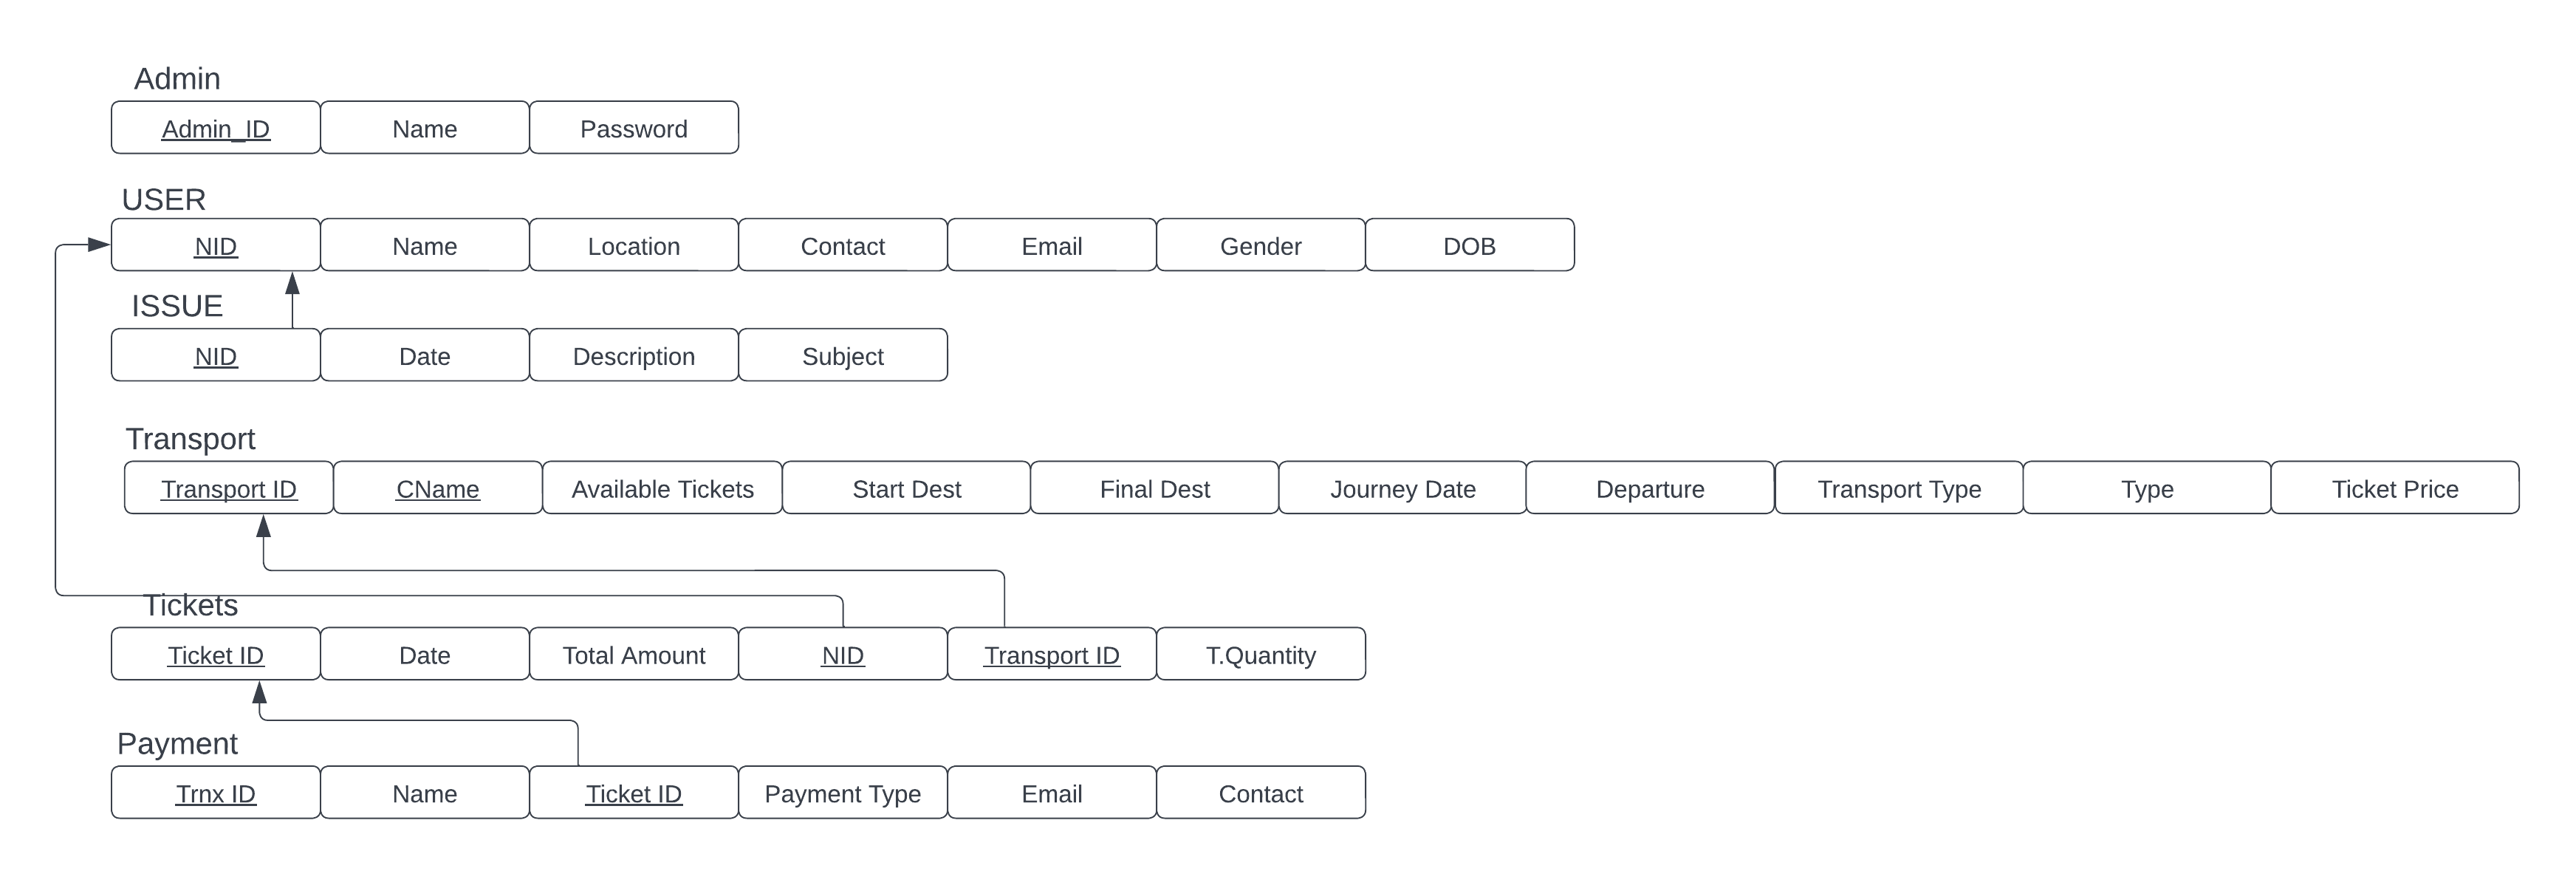 Admin
Admin_ID Name Password
USER
NID Name Location Contact Email Gender DOB
ISSUE
NID Date Description Subject
Transport
Transport ID CName Available Tickets Start Dest Final Dest Journey Date Departure Transport Type Type Ticket Price
Tickets
Ticket ID Date Total Amount NID Transport ID T.Quantity
Payment
Trnx ID Name Ticket ID Payment Type Email Contact